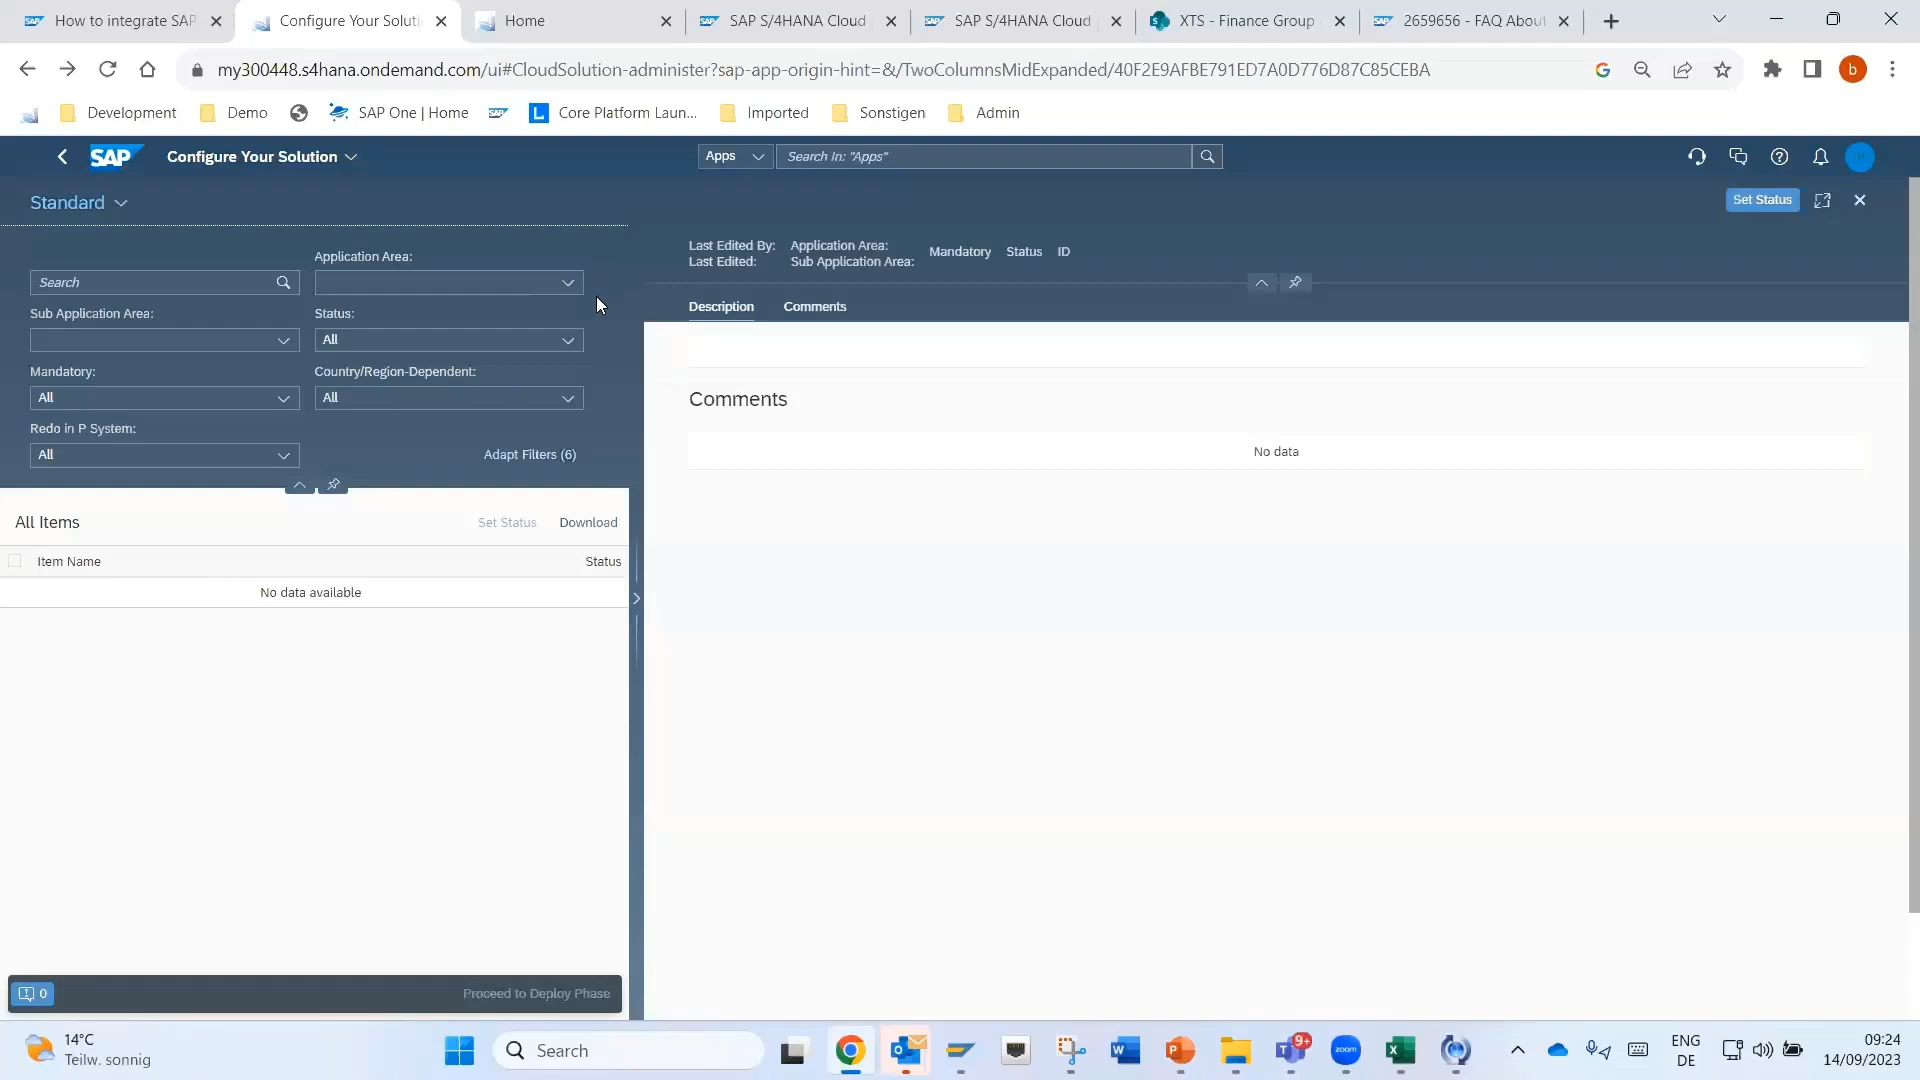 How to integrate SAP
Configure Your Soluti
Home
SAP S/4HANA Cloud
SAP S/4HANA Cloud
XTS - Finance Group
2659656 - FAQ About
my300448.s4hana.ondemand.com/ui#CloudSolution-administer?sap-app-origin-hint=&/TwoColumnsMidExpanded/40F2E9AFBE791ED7A0D776D87C85CEBA
b
Development
Demo
SAP One | Home
SAP
L
Core Platform Laun...
Imported
Sonstigen
Admin
SAP
Configure Your Solution
Apps
Search In: "Apps"
Standard
Set Status
Application Area:
Search
Sub Application Area:
Status:
All
Mandatory:
Country/Region-Dependent:
All
All
Redo in P System:
All
Adapt Filters (6)
Last Edited By:
Last Edited:
Application Area:
Sub Application Area:
Mandatory
Status
ID
Description
Comments
Comments
No data
All Items
Set Status
Download
Item Name
Status
No data available
0
Proceed to Deploy Phase
14°C
Teilw. sonnig
Search
9+
zoom
ENG
DE
09:24
14/09/2023